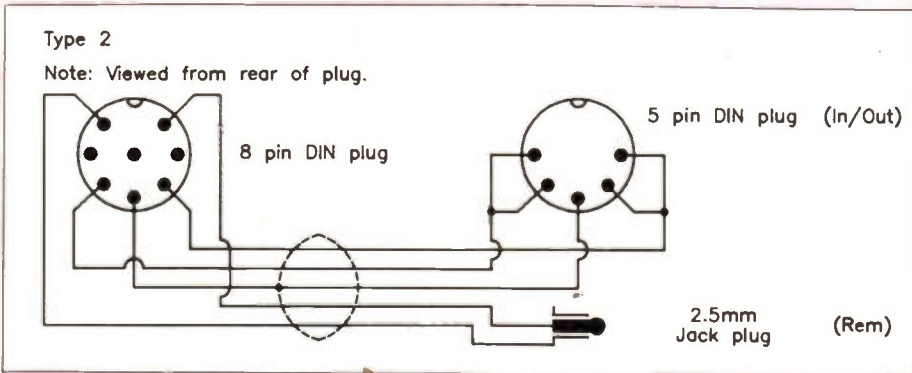 Type 2
Note: Viewed from rear of plug.
8 pin DIN plug
5 pin DIN plug (In/Out)
2.5mm
Jack plug
(Rem)